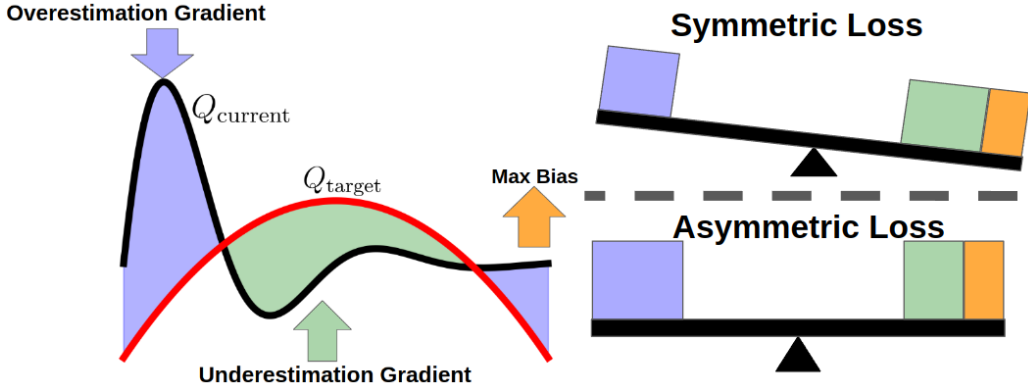 Overestimation Gradient
Q_current
Q_target
Max Bias
Underestimation Gradient
Symmetric Loss
Asymmetric Loss